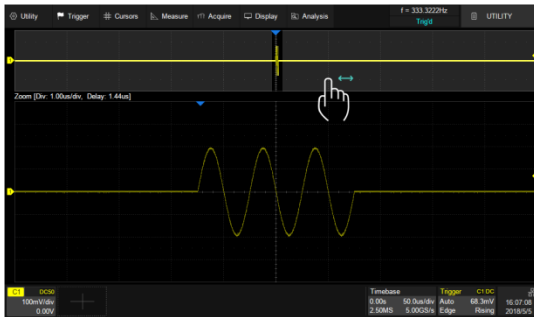 Utility Trigger Cursors Measure Acquire Display Analysis f = 333.3222Hz Trig'd UTILITY
Zoom [Div: 1.00us/div, Delay: 1.44us]
C1 DC50 Timebase Trigger C1 DC
100mV/div 0.00s 50.0us/div Auto 68.3mV 16:07:08
0.00V 2.50MS 5.00GS/s Edge Rising 2018/5/5